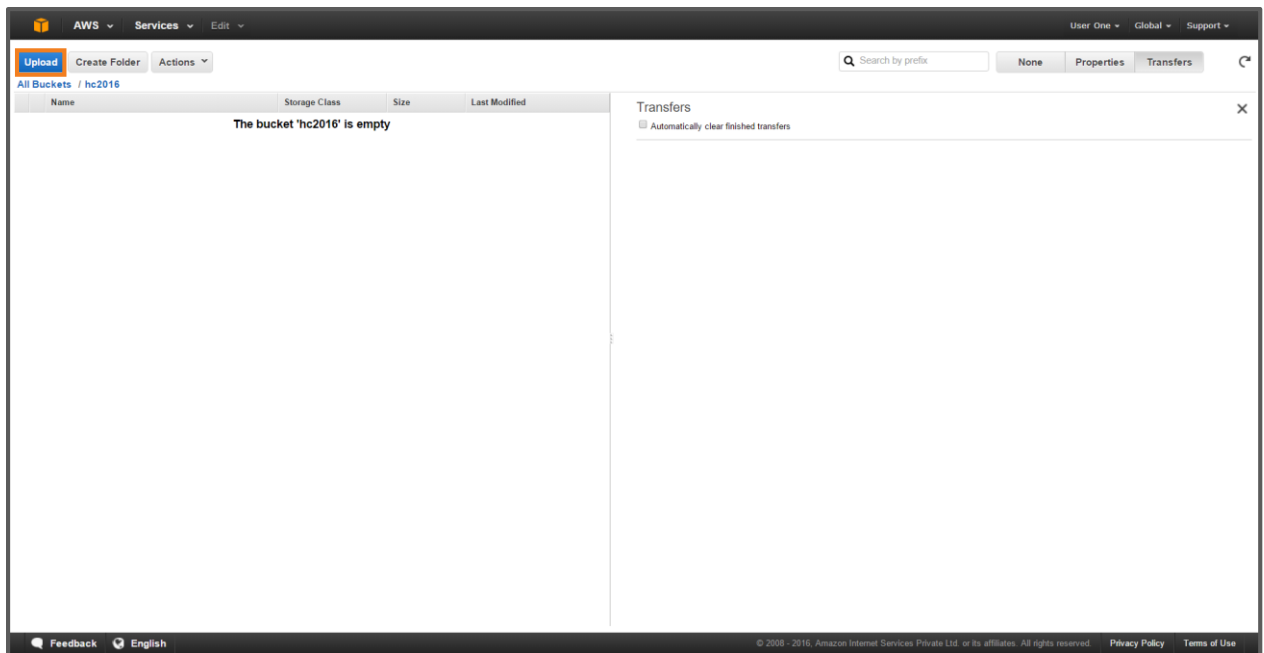 AWS Services Edit User One Global Support
Upload Create Folder Actions Search by prefix None Properties Transfers
All Buckets / hc2016
Name Storage Class Size Last Modified
The bucket 'hc2016' is empty
Transfers
Automatically clear finished transfers
Feedback English © 2008 - 2016, Amazon Internet Services Private Ltd. or its affiliates. All rights reserved. Privacy Policy Terms of Use